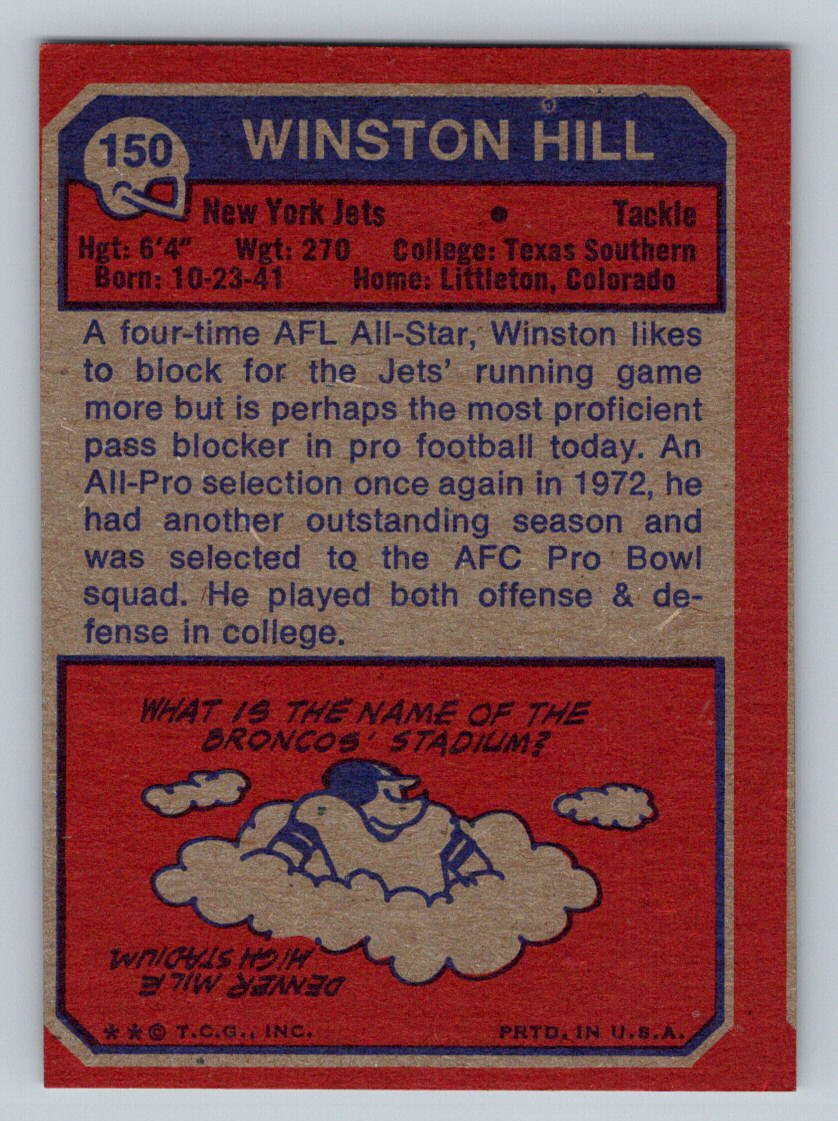 150
WINSTON HILL
New York Jets • Tackle
Hgt: 6'4" Wgt: 270 College: Texas Southern
Born: 10-23-41 Home: Littleton, Colorado
A four-time AFL All-Star, Winston likes
to block for the Jets' running game
more but is perhaps the most proficient
pass blocker in pro football today. An
All-Pro selection once again in 1972, he
had another outstanding season and
was selected to the AFC Pro Bowl
squad. He played both offense & de-
fense in college.
WHAT IS THE NAME OF THE
BRONCOS' STADIUM?
DENVER MILE
HIGH STADIUM
** © T.C.G., INC. PRTD. IN U.S.A.